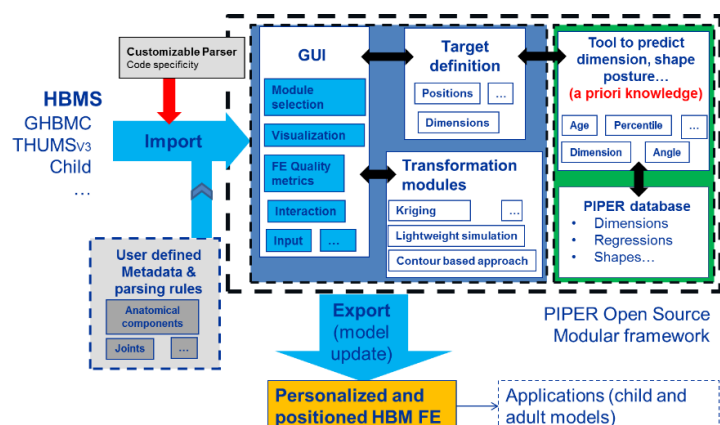 Customizable Parser
Code specificity
HBMS
GHBMC
THUMSV3
Child
...
Import
User defined
Metadata &
parsing rules
Anatomical
components
Joints
...
GUI
Module
selection
Visualization
FE Quality
metrics
Interaction
Input
...
Target
definition
Positions
...
Dimensions
Transformation
modules
Kriging
...
Lightweight simulation
Contour based approach
Tool to predict
dimension, shape
posture...
(a priori knowledge)
Age
Percentile
...
Dimension
Angle
PIPER database
• Dimensions
• Regressions
• Shapes...
PIPER Open Source
Modular framework
Export
(model
update)
Personalized and
positioned HBM FE
Applications (child and
adult models)